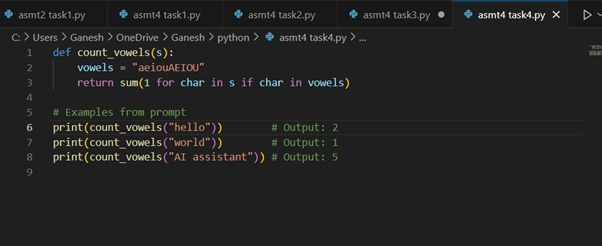 asmt2 task1.py asmt4 task1.py asmt4 task2.py asmt4 task3.py asmt4 task4.py
C: > Users > Ganesh > OneDrive > Ganesh > python > asmt4 task4.py > ...
1 def count_vowels(s):
2     vowels = "aeiouAEIOU"
3     return sum(1 for char in s if char in vowels)
4
5 # Examples from prompt
6 print(count_vowels("hello"))        # Output: 2
7 print(count_vowels("world"))        # Output: 1
8 print(count_vowels("AI assistant")) # Output: 5
9